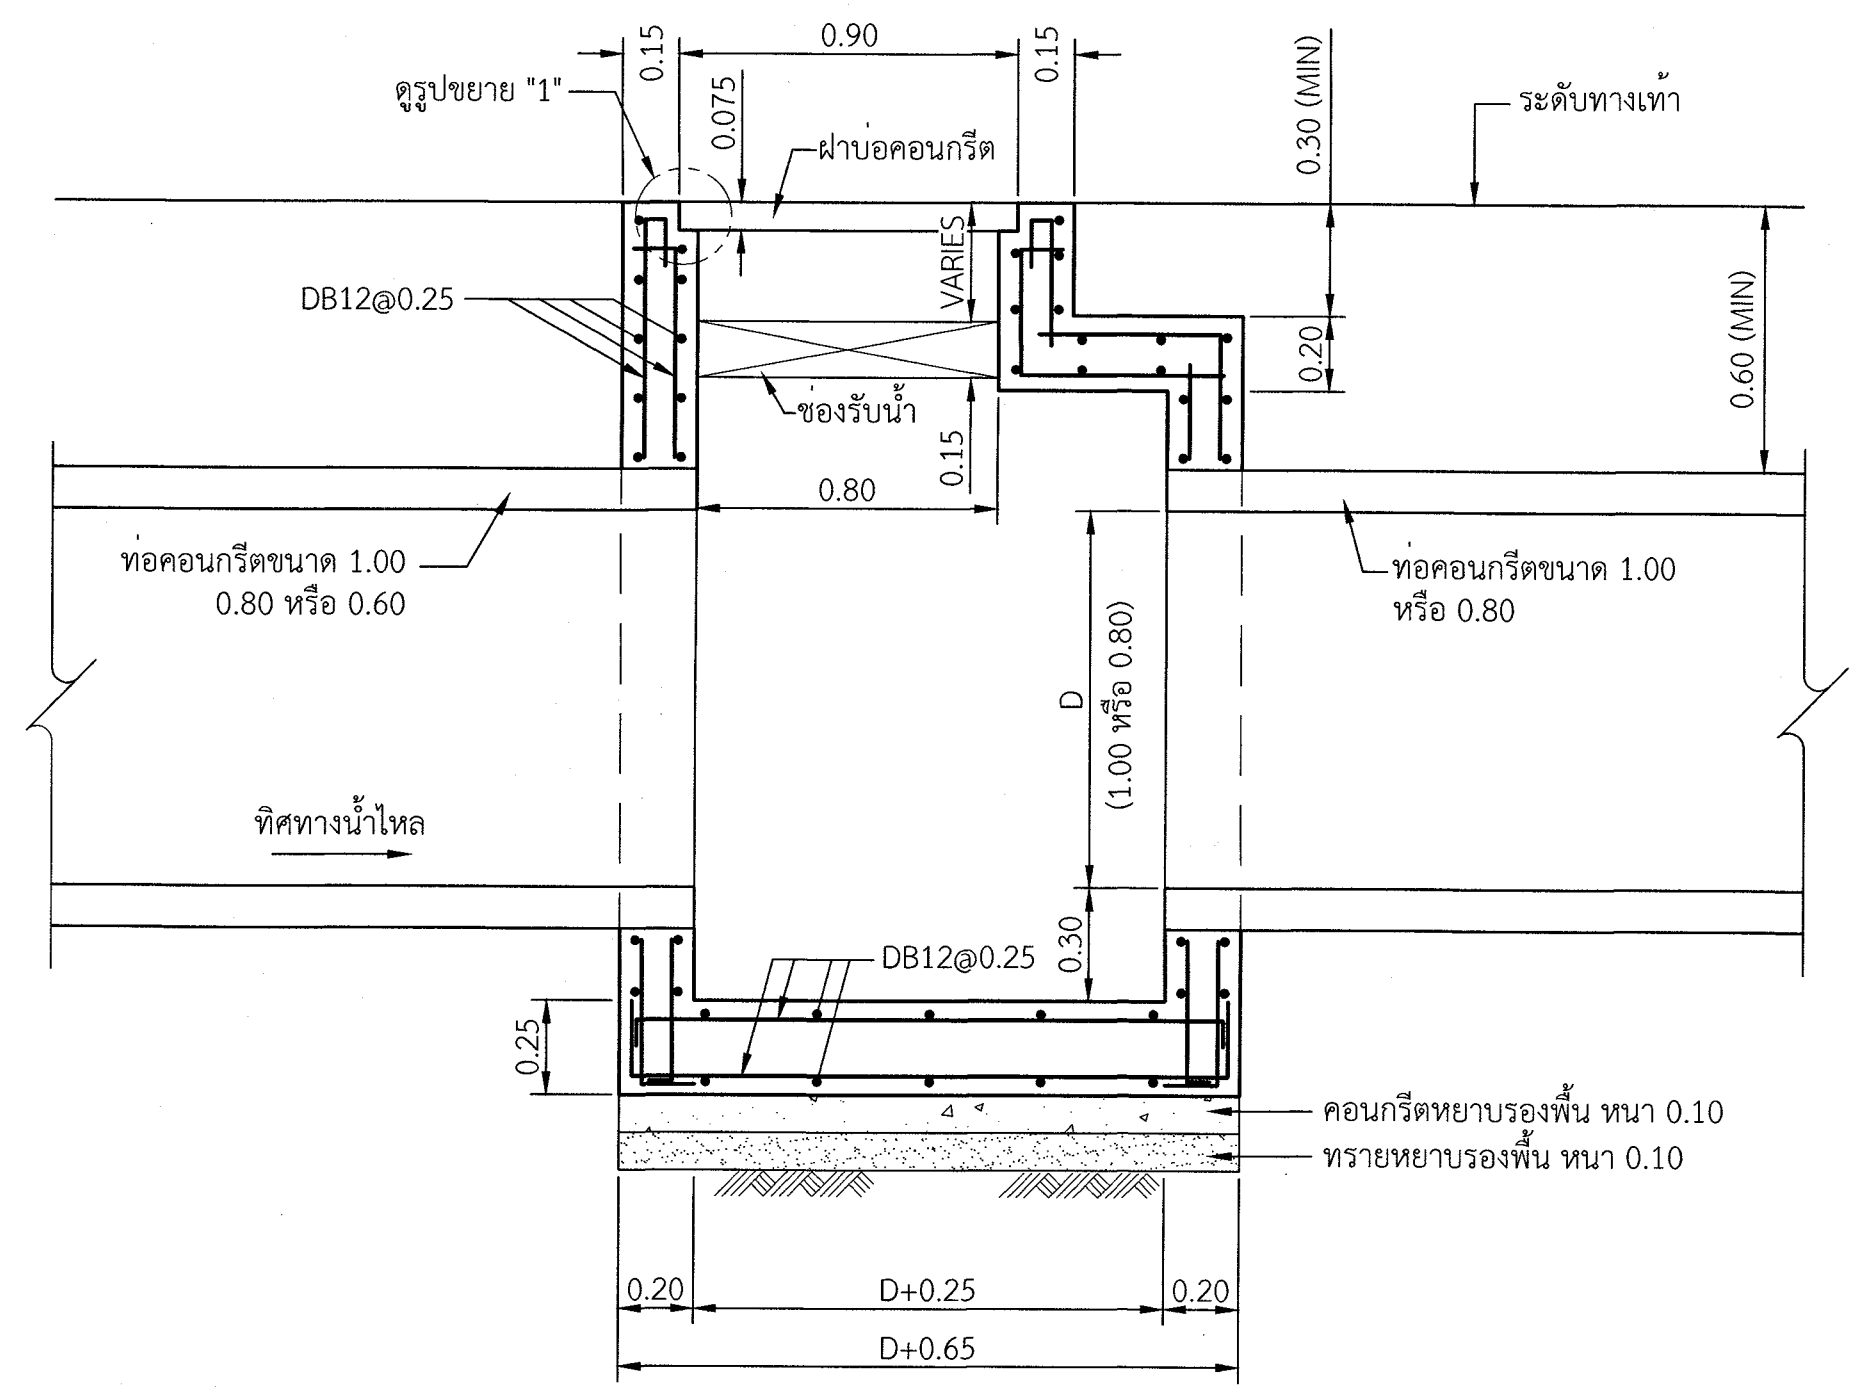 0.15
0.90
0.15
ดูรูปขยาย "1"
0.075
ฝาบ่อคอนกรีต
0.30 (MIN)
ระดับทางเท้า
VARIES
DB12@0.25
0.20
0.60 (MIN)
ช่องรับน้ำ
0.15
0.80
ท่อคอนกรีตขนาด 1.00
0.80 หรือ 0.60
ท่อคอนกรีตขนาด 1.00
หรือ 0.80
D
(1.00 หรือ 0.80)
ทิศทางน้ำไหล
0.30
DB12@0.25
0.25
คอนกรีตหยาบรองพื้น หนา 0.10
ทรายหยาบรองพื้น หนา 0.10
0.20
D+0.25
0.20
D+0.65